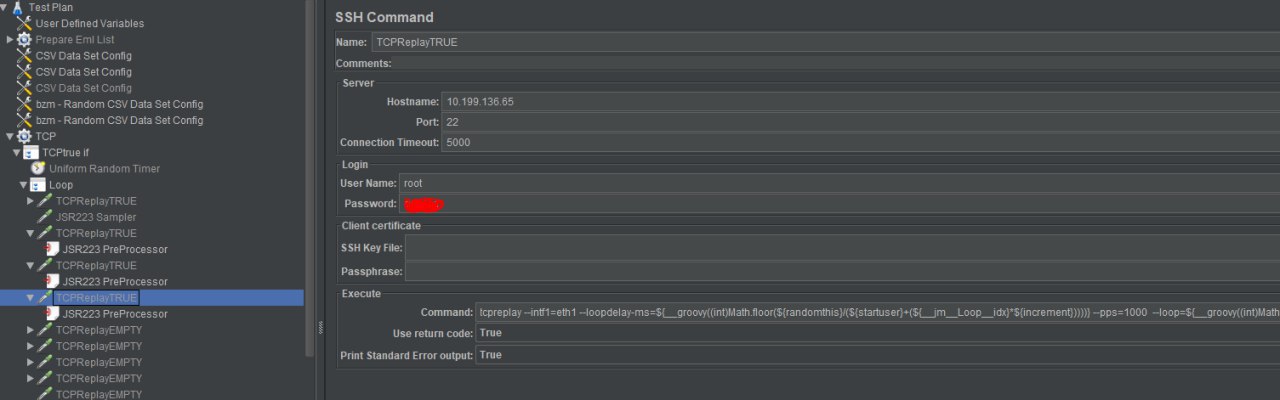 Test Plan
User Defined Variables
Prepare Eml List
CSV Data Set Config
CSV Data Set Config
CSV Data Set Config
bzm - Random CSV Data Set Config
bzm - Random CSV Data Set Config
TCP
TCPtrue if
Uniform Random Timer
Loop
TCPReplayTRUE
JSR223 Sampler
TCPReplayTRUE
JSR223 PreProcessor
TCPReplayTRUE
JSR223 PreProcessor
TCPReplayTRUE
JSR223 PreProcessor
TCPReplayEMPTY
TCPReplayEMPTY
TCPReplayEMPTY
TCPReplayEMPTY
TCPReplayEMPTY
SSH Command
Name: TCPReplayTRUE
Comments:
Server
Hostname: 10.199.136.65
Port: 22
Connection Timeout: 5000
Login
User Name: root
Password:
Client certificate
SSH Key File:
Passphrase:
Execute
Command: tcpreplay --intf1=eth1 --loopdelay-ms=${__groovy((int)Math.floor(${randomthis}/(${startuser}+(${__jm__Loop__idx}*${increment}))))} --pps=1000 --loop=${__groovy((int)Math
Use return code: True
Print Standard Error output: True